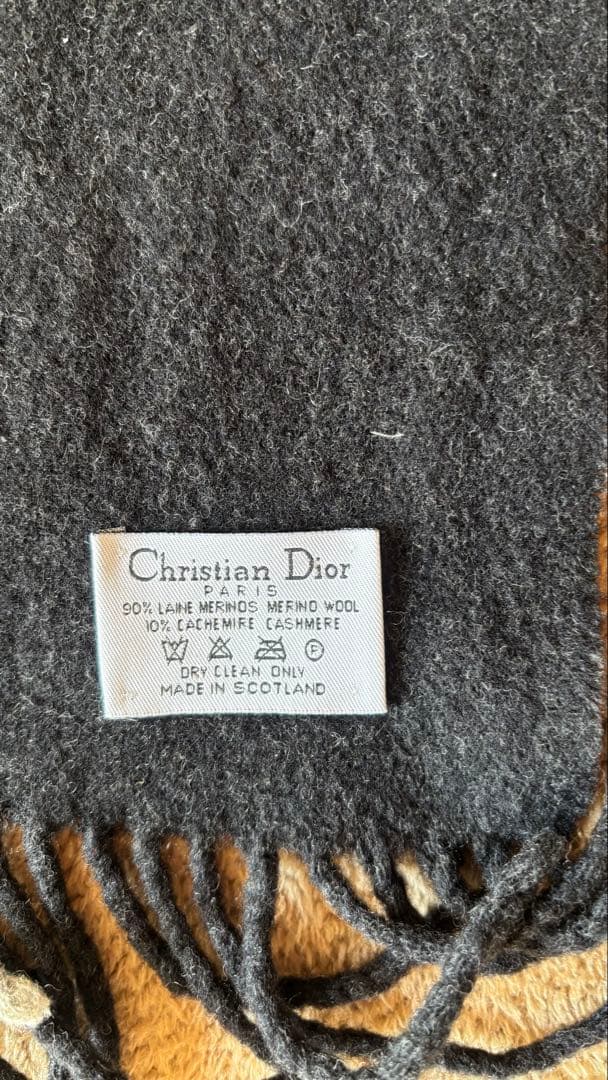 Christian Dior
PARIS
90% LAINE MERINOS MERINO WOOL
10% CACHEMIRE CASHMERE
F
DRY CLEAN ONLY
MADE IN SCOTLAND